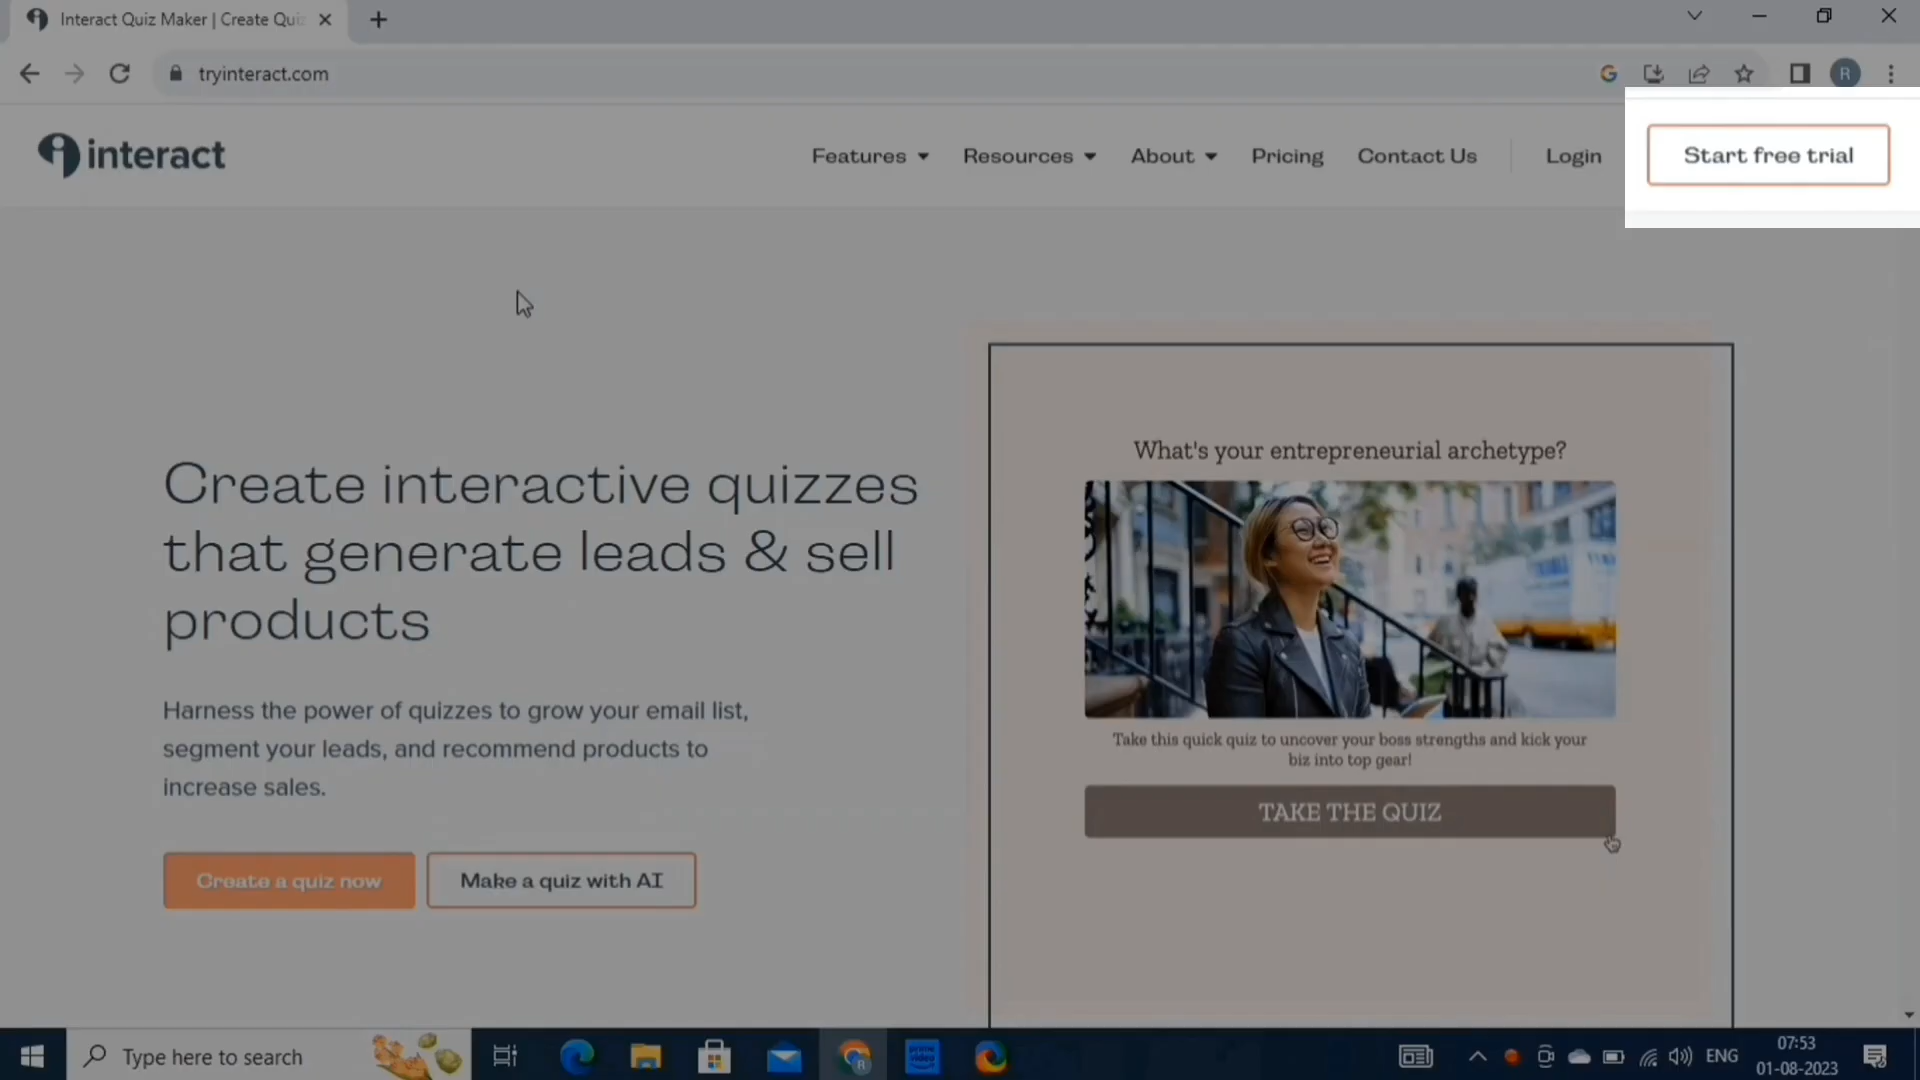 Interact Quiz Maker | Create Qui
tryinteract.com
R
interact
Features
Resources
About
Pricing
Contact Us
Login
Start free trial
Create interactive quizzes
that generate leads & sell
products
Harness the power of quizzes to grow your email list,
segment your leads, and recommend products to
increase sales.
Create a quiz now
Make a quiz with AI
What's your entrepreneurial archetype?
Take this quick quiz to uncover your boss strengths and kick your
biz into top gear!
TAKE THE QUIZ
Type here to search
R
prime video
ENG
07:53
01-08-2023